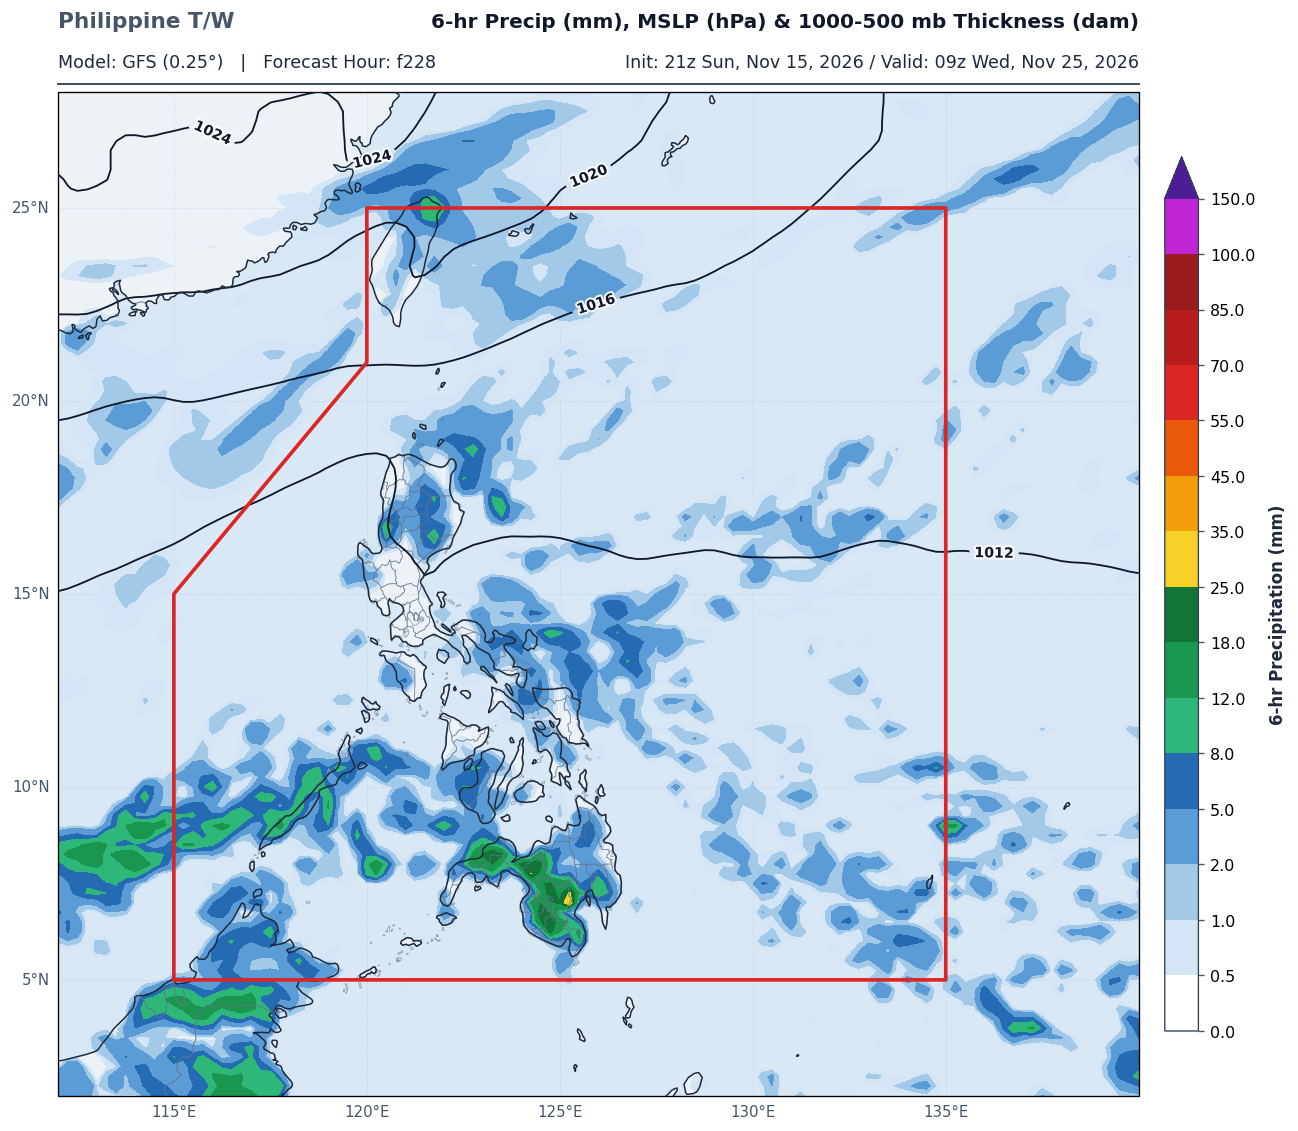 Philippine T/W
6-hr Precip (mm), MSLP (hPa) & 1000-500 mb Thickness (dam)
Model: GFS (0.25°) | Forecast Hour: f228
Init: 21z Sun, Nov 15, 2026 / Valid: 09z Wed, Nov 25, 2026
1024
1024
1020
1016
1012
25°N
20°N
15°N
10°N
5°N
115°E
120°E
125°E
130°E
135°E
150.0
100.0
85.0
70.0
55.0
45.0
35.0
25.0
18.0
12.0
8.0
5.0
2.0
1.0
0.5
0.0
6-hr Precipitation (mm)